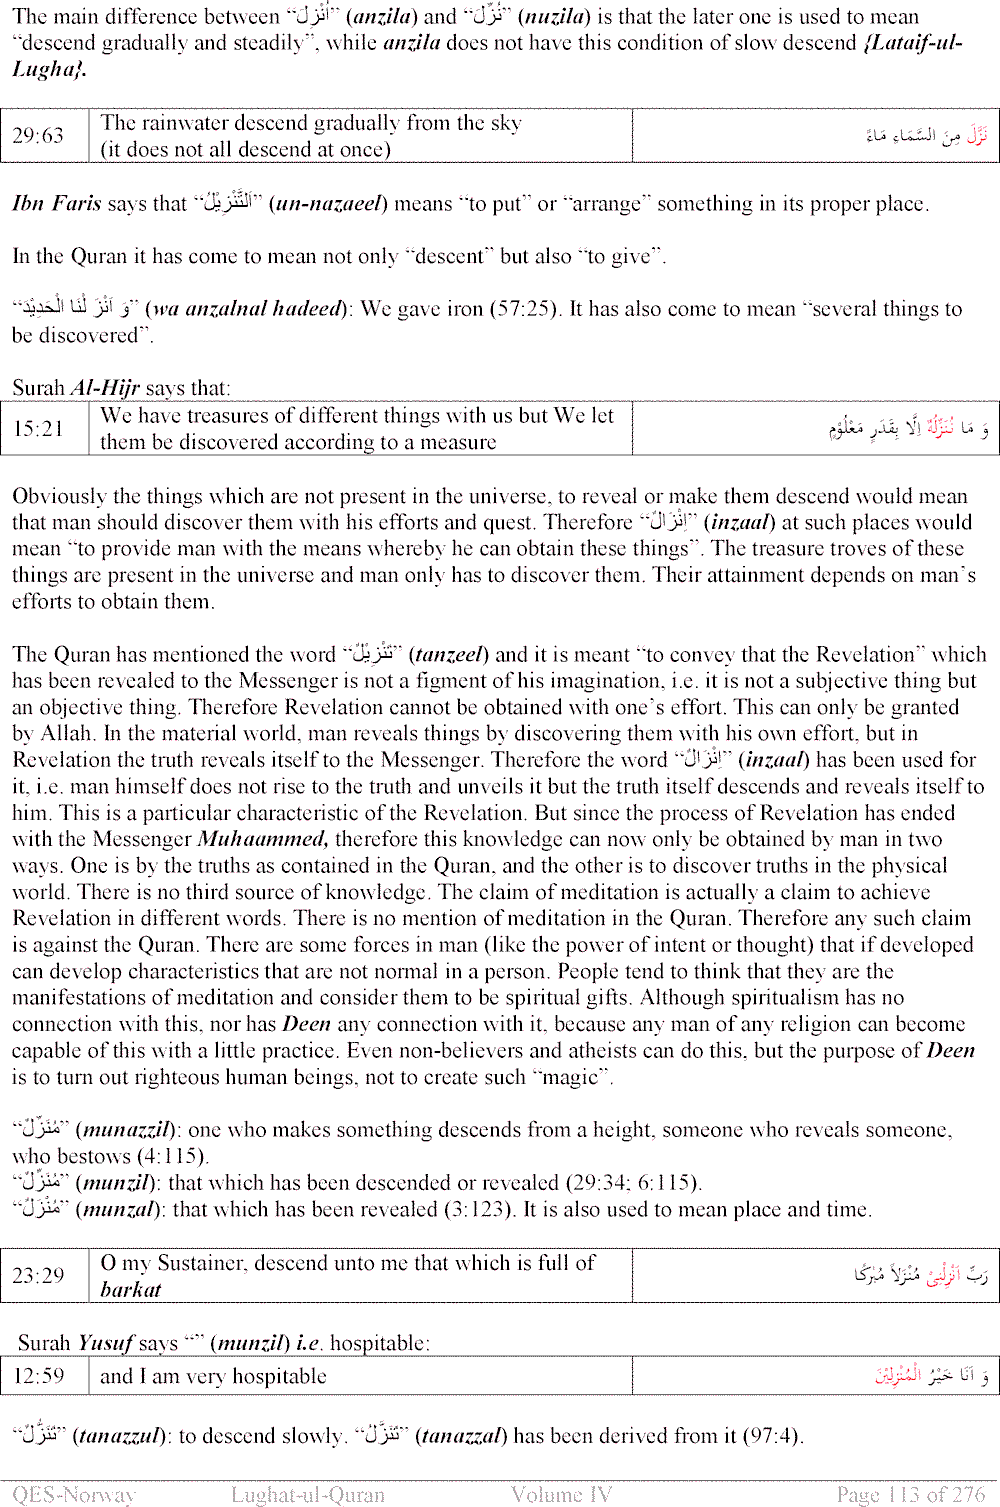 The main difference between “اُنْزِلَ” (anzila) and “نُزِّلَ” (nuzila) is that the later one is used to mean
“descend gradually and steadily”, while anzila does not have this condition of slow descend {Lataif-ul-
Lugha}.
29:63 The rainwater descend gradually from the sky نَزَّلَ مِنَ السَّمَاءِ مَاءً
(it does not all descend at once)
Ibn Faris says that “اَلتَّنْزِيْلُ” (un-nazaeel) means “to put” or “arrange” something in its proper place.
In the Quran it has come to mean not only “descent” but also “to give”.
“وَ اَنْزَ لْنَا الْحَدِيْدَ” (wa anzalnal hadeed): We gave iron (57:25). It has also come to mean “several things to
be discovered”.
Surah Al-Hijr says that:
15:21 We have treasures of different things with us but We let وَ مَا نُنَزِّلُهٗ اِلَّا بِقَدَرٍ مَعْلُوْمٍ
them be discovered according to a measure
Obviously the things which are not present in the universe, to reveal or make them descend would mean
that man should discover them with his efforts and quest. Therefore “اِنْزَالٌ” (inzaal) at such places would
mean “to provide man with the means whereby he can obtain these things”. The treasure troves of these
things are present in the universe and man only has to discover them. Their attainment depends on man’s
efforts to obtain them.
The Quran has mentioned the word “تَنْزِيْلٌ” (tanzeel) and it is meant “to convey that the Revelation” which
has been revealed to the Messenger is not a figment of his imagination, i.e. it is not a subjective thing but
an objective thing. Therefore Revelation cannot be obtained with one’s effort. This can only be granted
by Allah. In the material world, man reveals things by discovering them with his own effort, but in
Revelation the truth reveals itself to the Messenger. Therefore the word “اِنْزَالٌ” (inzaal) has been used for
it, i.e. man himself does not rise to the truth and unveils it but the truth itself descends and reveals itself to
him. This is a particular characteristic of the Revelation. But since the process of Revelation has ended
with the Messenger Muhaammed, therefore this knowledge can now only be obtained by man in two
ways. One is by the truths as contained in the Quran, and the other is to discover truths in the physical
world. There is no third source of knowledge. The claim of meditation is actually a claim to achieve
Revelation in different words. There is no mention of meditation in the Quran. Therefore any such claim
is against the Quran. There are some forces in man (like the power of intent or thought) that if developed
can develop characteristics that are not normal in a person. People tend to think that they are the
manifestations of meditation and consider them to be spiritual gifts. Although spiritualism has no
connection with this, nor has Deen any connection with it, because any man of any religion can become
capable of this with a little practice. Even non-believers and atheists can do this, but the purpose of Deen
is to turn out righteous human beings, not to create such “magic”.
“مُنَزِّلٌ” (munazzil): one who makes something descends from a height, someone who reveals someone,
who bestows (4:115).
“مُنَزِّلٌ” (munzil): that which has been descended or revealed (29:34; 6:115).
“مُنْزَلٌ” (munzal): that which has been revealed (3:123). It is also used to mean place and time.
23:29 O my Sustainer, descend unto me that which is full of رَبِّ اَنْزِلْنِىْ مُنْزَلاً مُبٰرَكًا
barkat
Surah Yusuf says “” (munzil) i.e. hospitable:
12:59 and I am very hospitable وَ اَنَا خَيْرُ الْمُنْزِلِيْنَ
“تَنَزُّلٌ” (tanazzul): to descend slowly. “تَنَزَّلُ” (tanazzal) has been derived from it (97:4).
QES-Norway Lughat-ul-Quran Volume IV Page 113 of 276